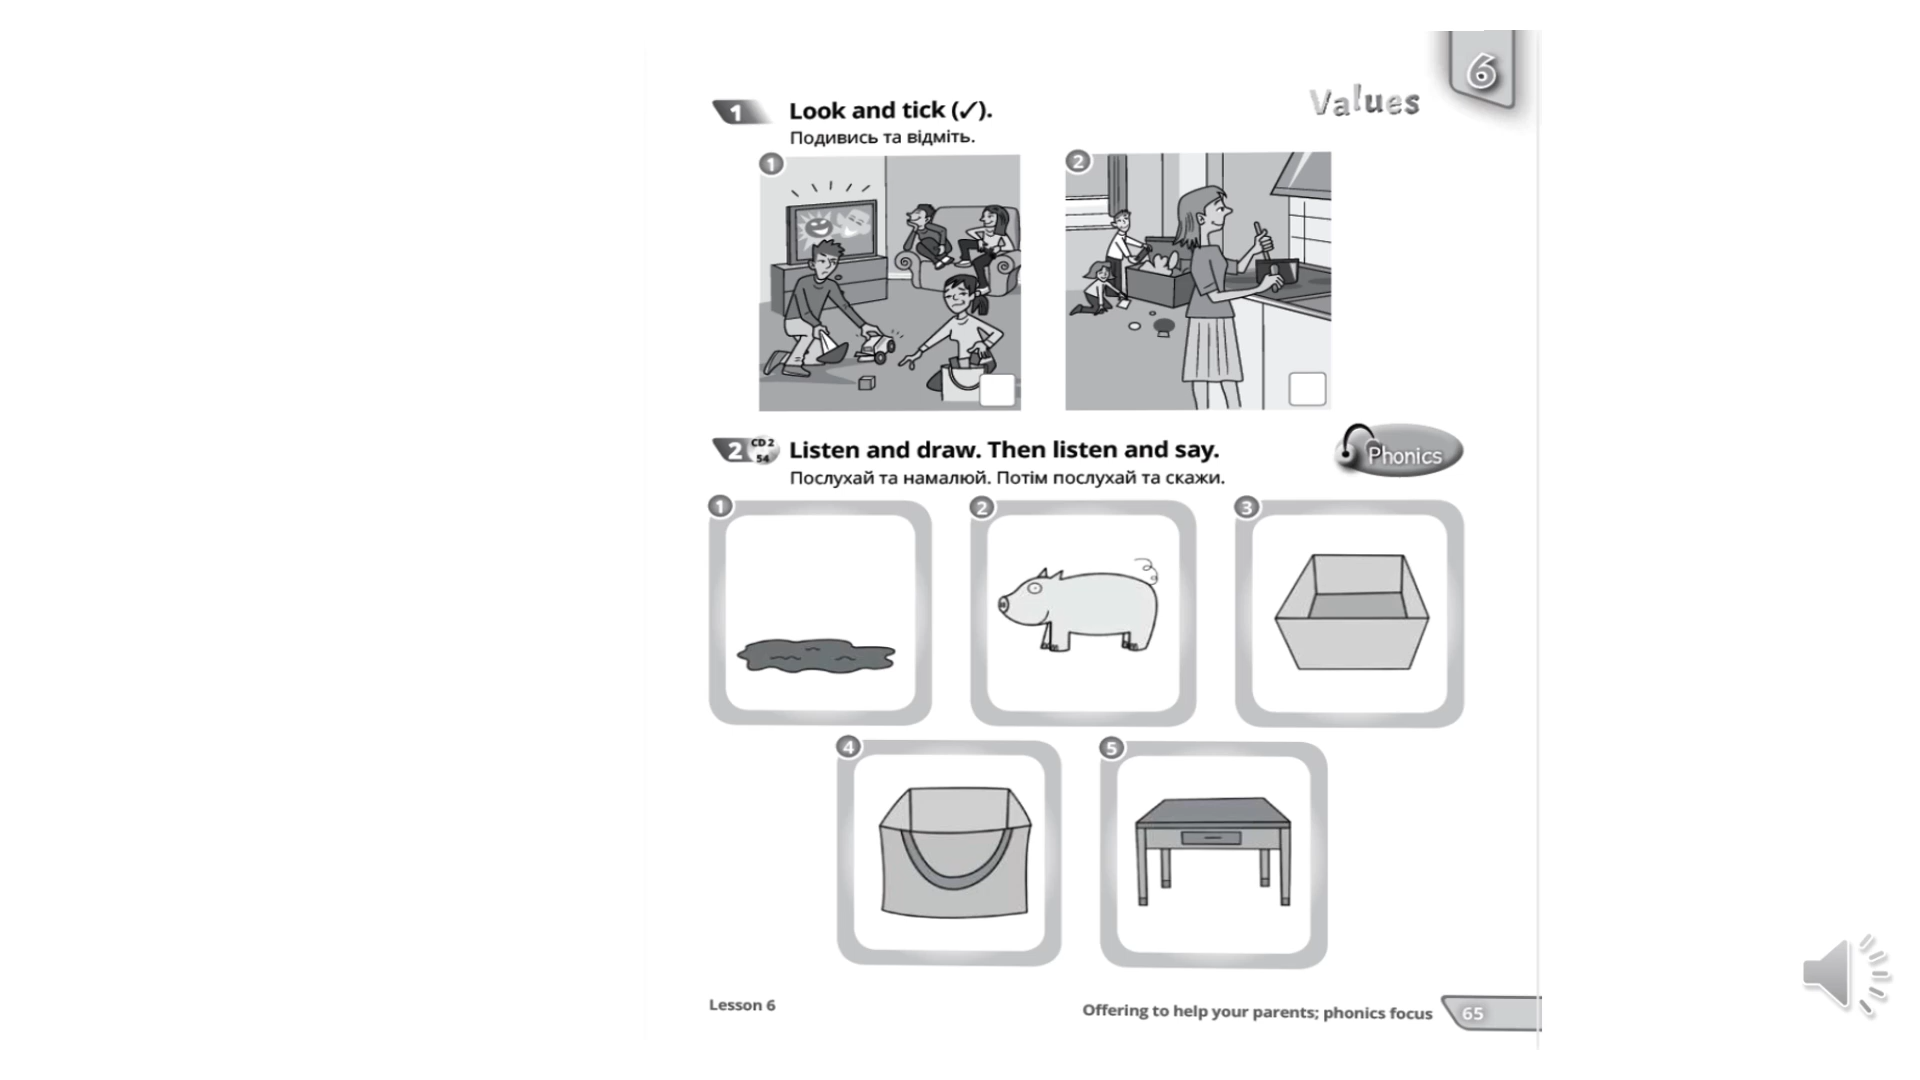 6
Values
1 Look and tick (✓).
Подивись та відміть.
1
2
2 CD 2 54 Listen and draw. Then listen and say.
Phonics
Послухай та намалюй. Потім послухай та скажи.
1
2
3
4
5
Lesson 6
Offering to help your parents; phonics focus 65